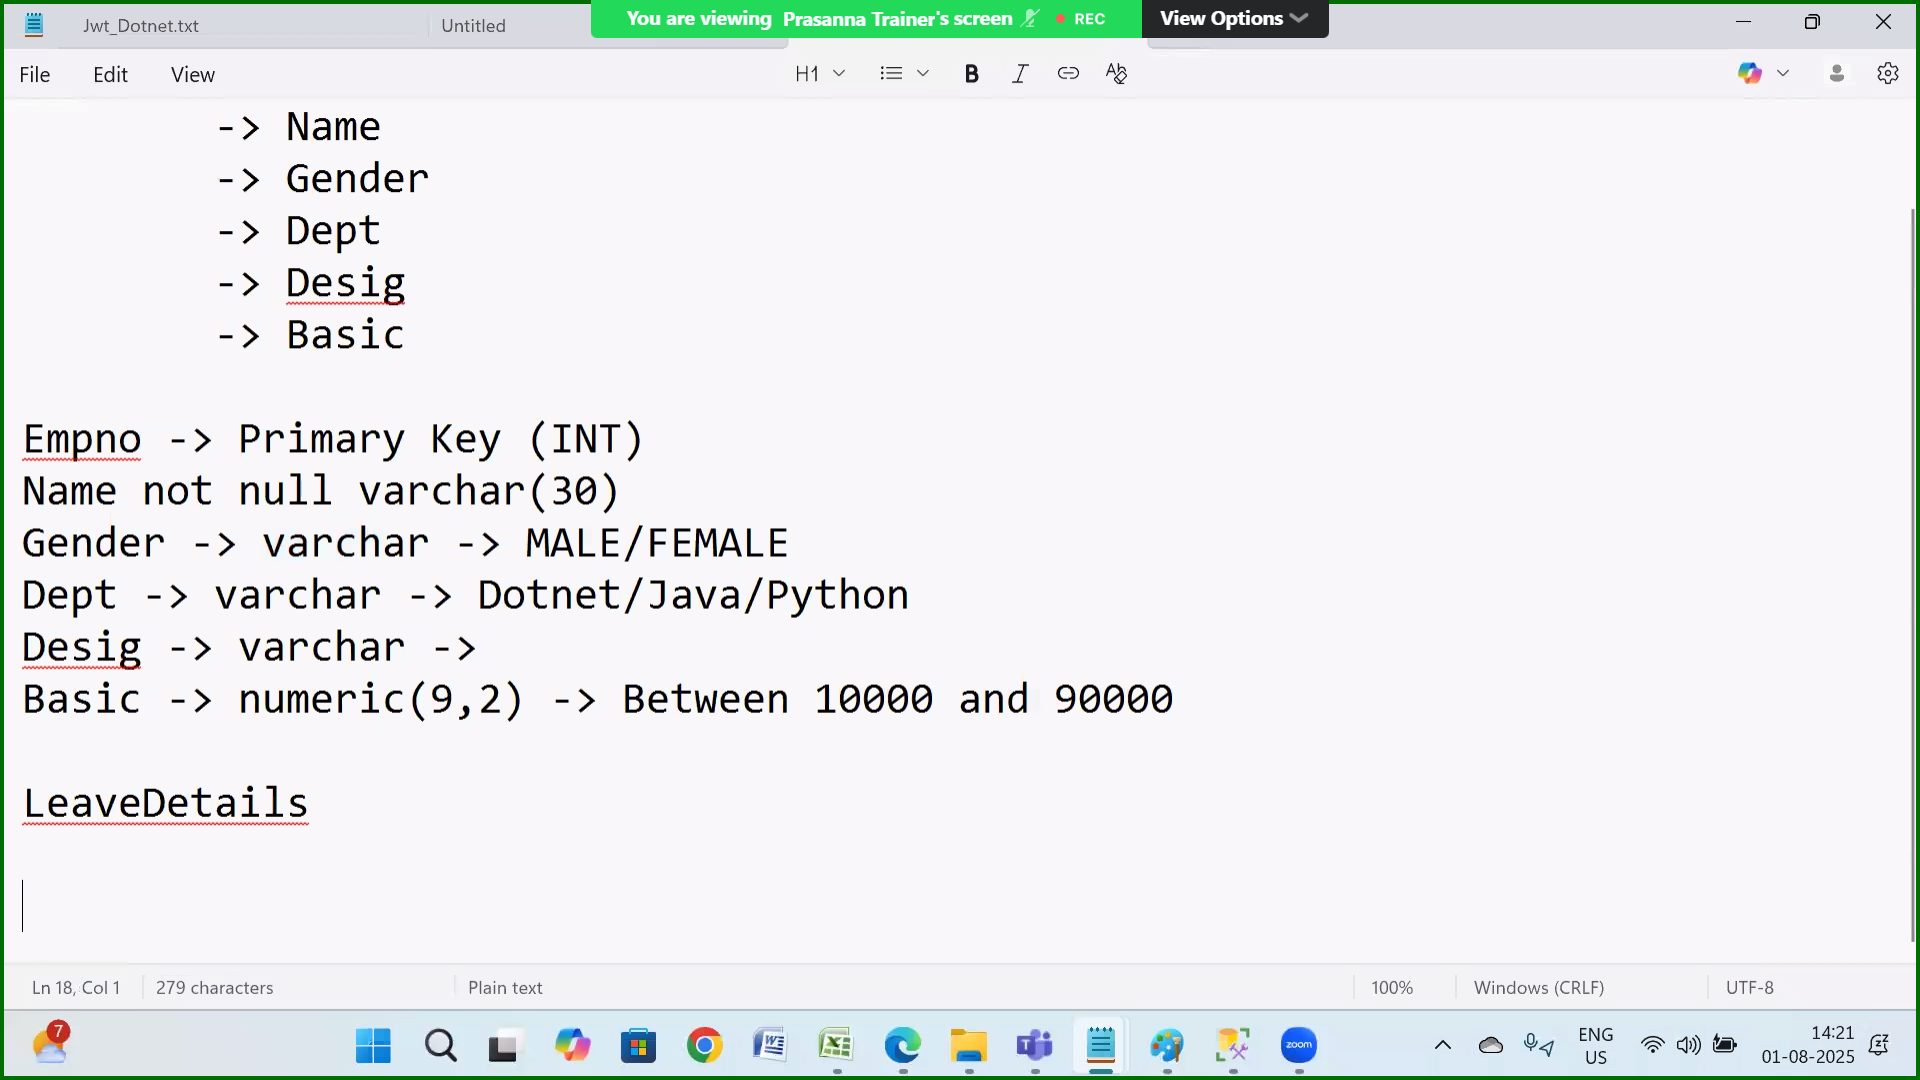 Jwt_Dotnet.txt
Untitled
You are viewing Prasanna Trainer's screen
REC
View Options
File
Edit
View
H1
B
I
-> Name
-> Gender
-> Dept
-> Desig
-> Basic
Empno -> Primary Key (INT)
Name not null varchar(30)
Gender -> varchar -> MALE/FEMALE
Dept -> varchar -> Dotnet/Java/Python
Desig -> varchar ->
Basic -> numeric(9,2) -> Between 10000 and 90000
LeaveDetails
Ln 18, Col 1
279 characters
Plain text
100%
Windows (CRLF)
UTF-8
7
zoom
ENG
US
14:21
01-08-2025